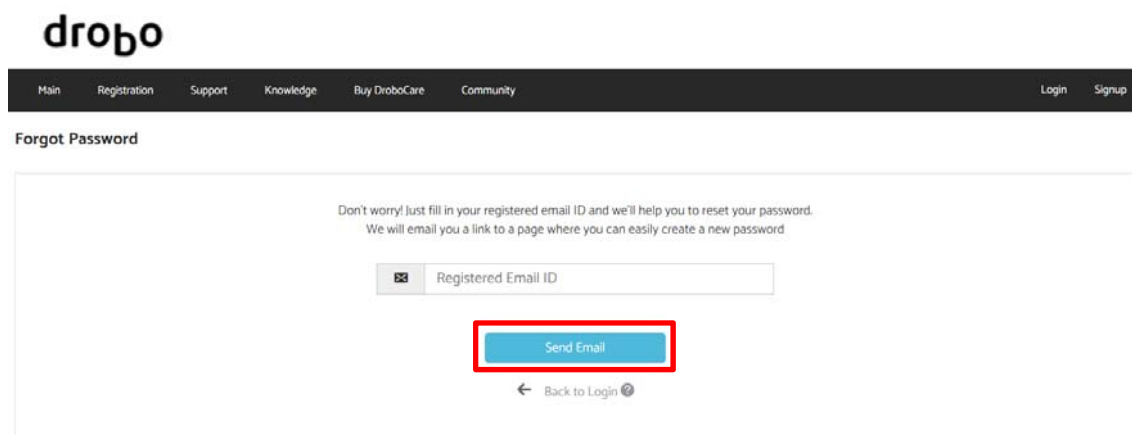 drobo
Main Registration Support Knowledge Buy DroboCare Community Login Signup
Forgot Password
Don't worry! Just fill in your registered email ID and we'll help you to reset your password.
We will email you a link to a page where you can easily create a new password
Registered Email ID
Send Email
Back to Login